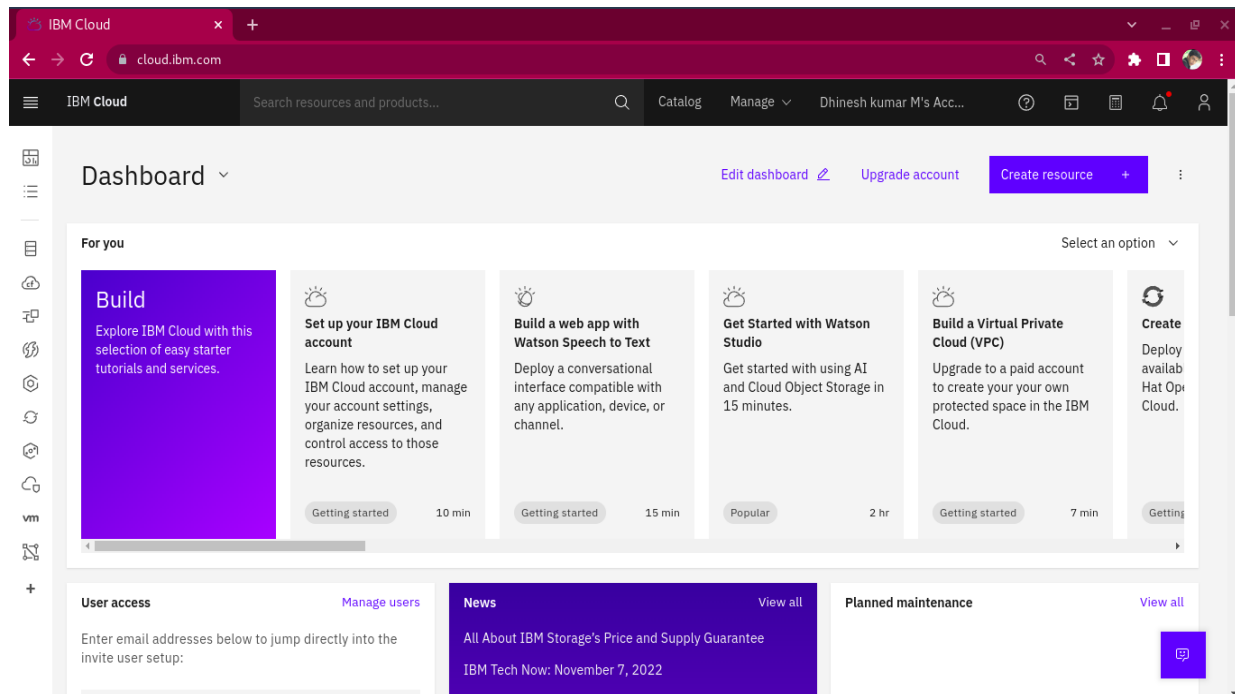 IBM Cloud
cloud.ibm.com
IBM Cloud
Search resources and products...
Catalog
Manage
Dhinesh kumar M's Acc...
Dashboard
Edit dashboard
Upgrade account
Create resource +
For you
Select an option
Build
Explore IBM Cloud with this
selection of easy starter
tutorials and services.
Set up your IBM Cloud
account
Learn how to set up your
IBM Cloud account, manage
your account settings,
organize resources, and
control access to those
resources.
Getting started
10 min
Build a web app with
Watson Speech to Text
Deploy a conversational
interface compatible with
any application, device, or
channel.
Getting started
15 min
Get Started with Watson
Studio
Get started with using AI
and Cloud Object Storage in
15 minutes.
Popular
2 hr
Build a Virtual Private
Cloud (VPC)
Upgrade to a paid account
to create your your own
protected space in the IBM
Cloud.
Getting started
7 min
Create
Deploy
availab
Hat Ope
Cloud.
Getting
vm
User access
Manage users
Enter email addresses below to jump directly into the
invite user setup:
News
View all
All About IBM Storage's Price and Supply Guarantee
IBM Tech Now: November 7, 2022
Planned maintenance
View all